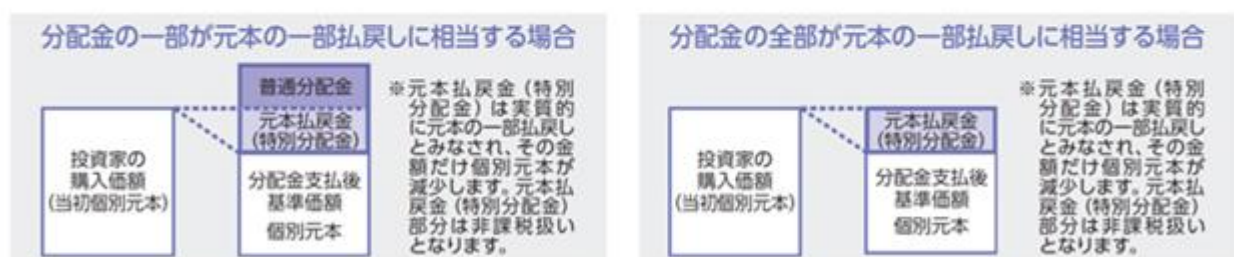 分配金の一部が元本の一部払戻しに相当する場合
普通分配金
元本払戻金
(特別分配金)
投資家の
購入価額
(当初個別元本)
分配金支払後
基準価額
個別元本
※元本払戻金(特別
分配金)は実質的
に元本の一部払戻し
とみなされ、その金
額だけ個別元本が
減少します。元本払
戻金(特別分配金)
部分は非課税扱い
となります。
分配金の全部が元本の一部払戻しに相当する場合
元本払戻金
(特別分配金)
投資家の
購入価額
(当初個別元本)
分配金支払後
基準価額
個別元本
※元本払戻金(特別
分配金)は実質的
に元本の一部払戻し
とみなされ、その金
額だけ個別元本が
減少します。元本払
戻金(特別分配金)
部分は非課税扱い
となります。